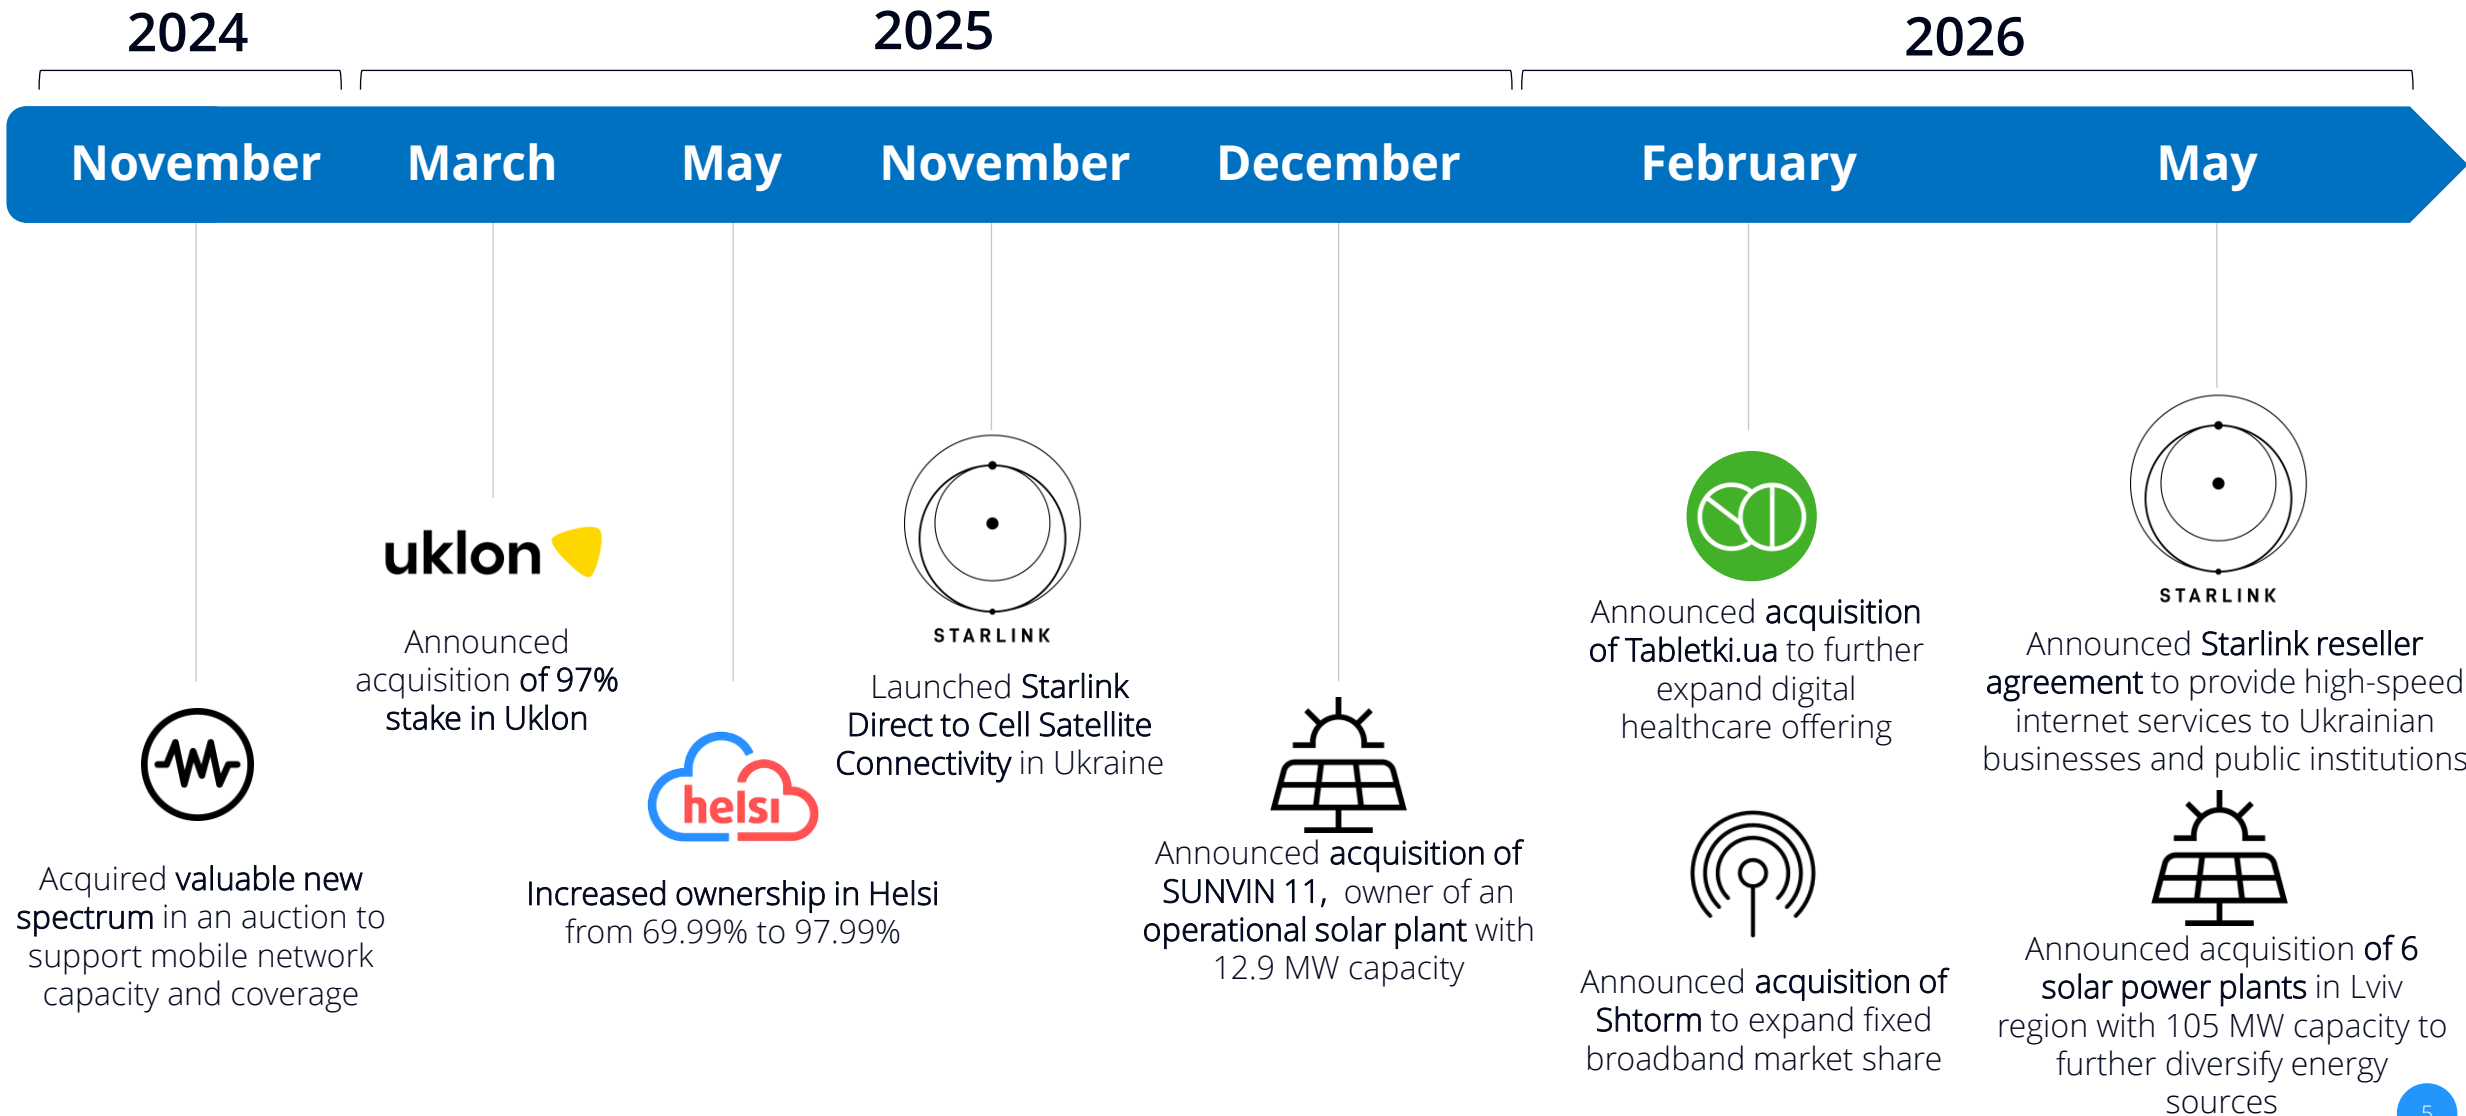 2024
2025
2026
November
March
May
November
December
February
May
Acquired valuable new
spectrum in an auction to
support mobile network
capacity and coverage
uklon
Announced
acquisition of 97%
stake in Uklon
helsi
Increased ownership in Helsi
from 69.99% to 97.99%
STARLINK
Launched Starlink
Direct to Cell Satellite
Connectivity in Ukraine
Announced acquisition of
SUNVIN 11, owner of an
operational solar plant with
12.9 MW capacity
Announced acquisition
of Tabletki.ua to further
expand digital
healthcare offering
Announced acquisition of
Shtorm to expand fixed
broadband market share
STARLINK
Announced Starlink reseller
agreement to provide high-speed
internet services to Ukrainian
businesses and public institutions
Announced acquisition of 6
solar power plants in Lviv
region with 105 MW capacity to
further diversify energy
sources
5